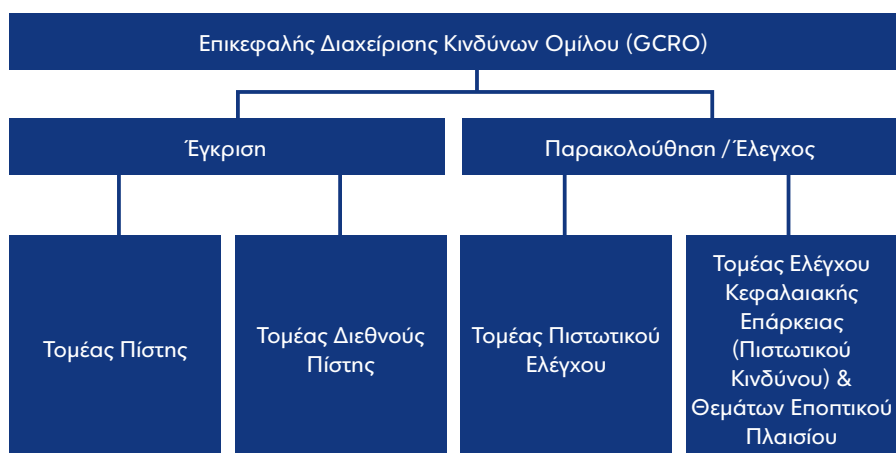 Επικεφαλής Διαχείρισης Κινδύνων Ομίλου (GCRO)
Έγκριση
Παρακολούθηση / Έλεγχος
Τομέας Πίστης
Τομέας Διεθνούς
Πίστης
Τομέας Πιστωτικού
Ελέγχου
Τομέας Ελέγχου
Κεφαλαιακής
Επάρκειας
(Πιστωτικού
Κινδύνου) &
Θεμάτων Εποπτικού
Πλαισίου